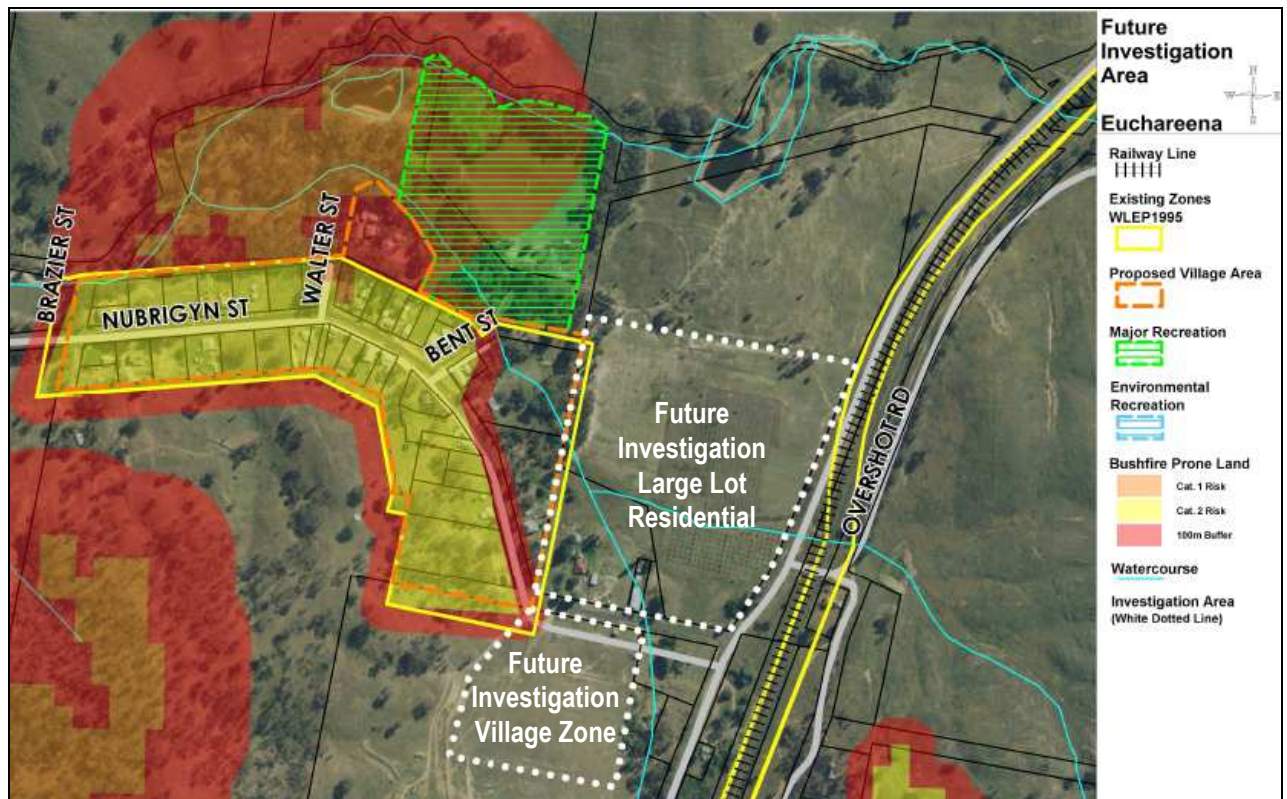 Future
Investigation
Area
N
W
E
S
Euchareena
Railway Line
Existing Zones
WLEP1995
Proposed Village Area
Major Recreation
Environmental
Recreation
Bushfire Prone Land
Cat. 1 Risk
Cat. 2 Risk
100m Buffer
Watercourse
Investigation Area
(White Dotted Line)
BRAZIER ST
NUBRIGYN ST
WALTER ST
BENT ST
OVERSHOT RD
Future
Investigation
Large Lot
Residential
Future
Investigation
Village Zone